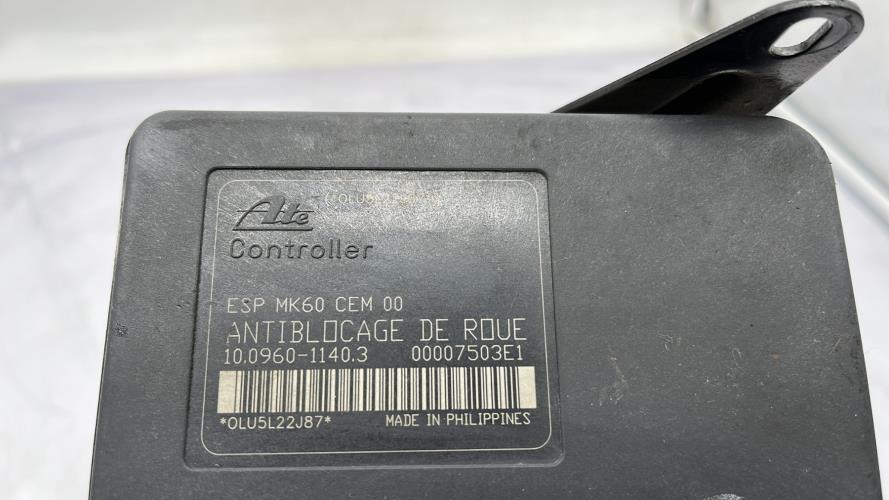 Ate
Controller
ESP MK60 CEM 00
ANTIBLOCAGE DE ROUE
10.0960-1140.3 00007503E1
*OLU5L22J87* MADE IN PHILIPPINES